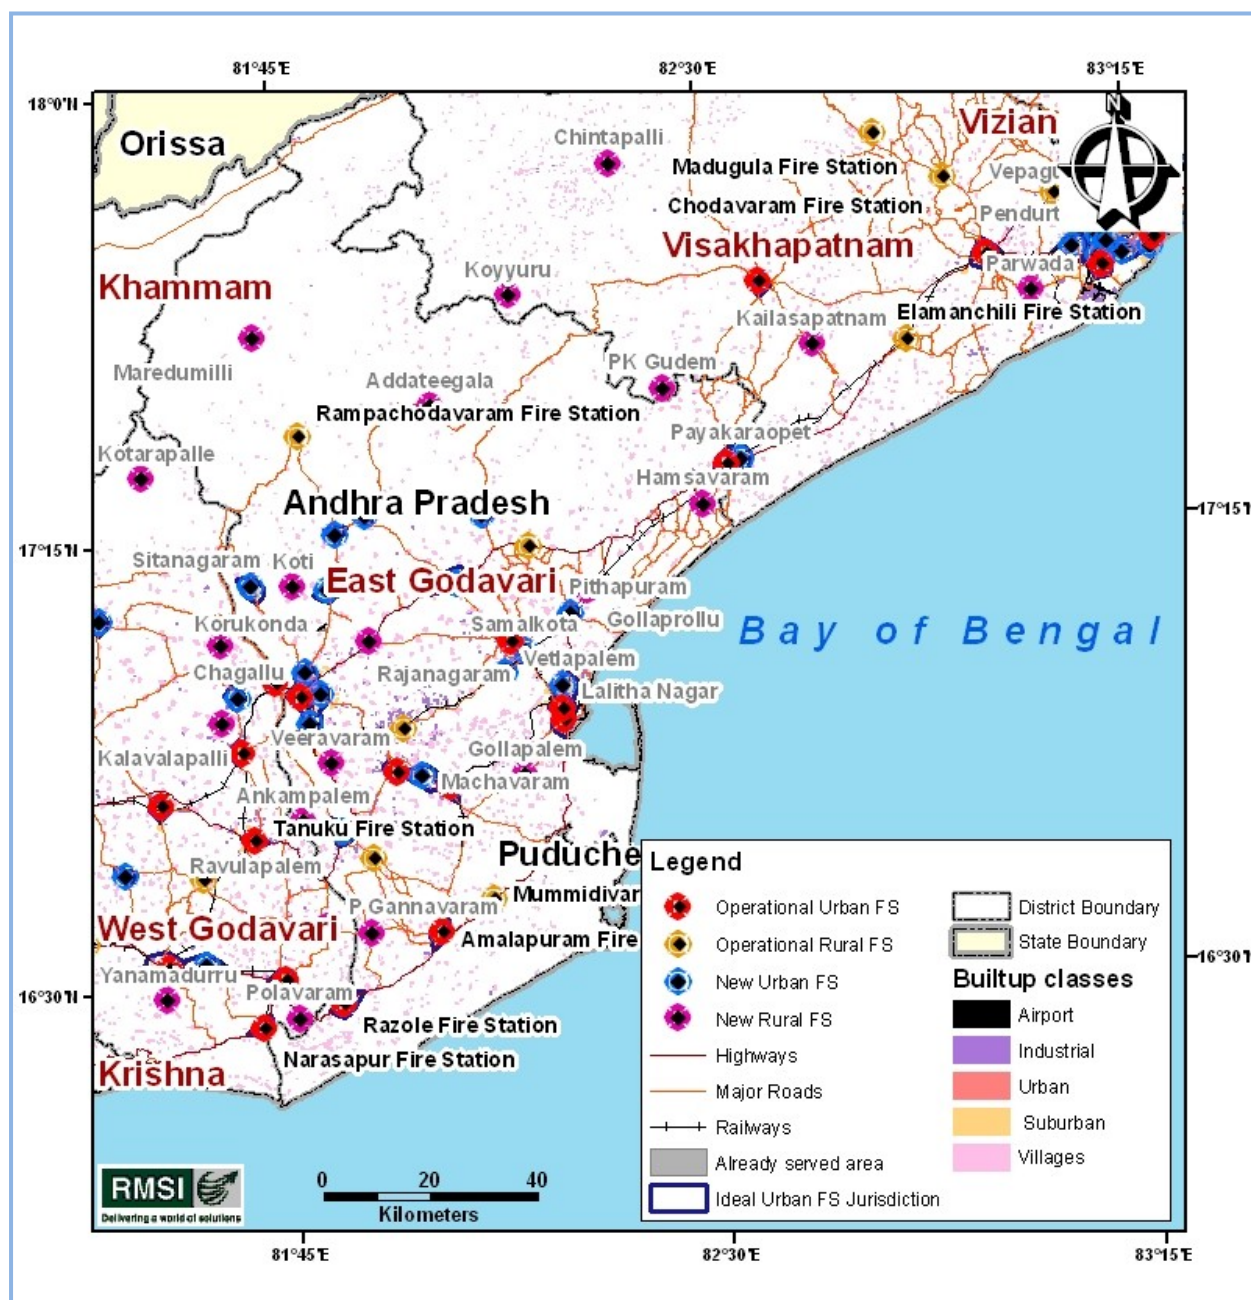 81°45'E 82°30'E 83°15'E
18°0'N
Orissa
Chintapalli
Vizian
N
Madugula Fire Station
Vepagu
Chodavaram Fire Station
Pendurt
Visakhapatnam
Khammam
Koyyuru
Parwada
Kailasapatnam
Elamanchili Fire Station
Maredumilli
Addateegala
PK Gudem
Rampachodavaram Fire Station
Kotarapalle
Payakaraopet
Hamsavaram
Andhra Pradesh
17°15'N
17°15'N
Sitanagaram
Koti
East Godavari
Pithapuram
Korukonda
Samalkota
Gollaprollu
Bay of Bengal
Chagallu
Rajanagaram
Vetlapalem
Lalitha Nagar
Veeravaram
Kalavalapalli
Gollapalem
Machavaram
Ankampalem
Tanuku Fire Station
Ravulapalem
Puduche
Mummidivar
P Gannavaram
West Godavari
Amalapuram Fire
Yanamadurru
Polavaram
16°30'N
16°30'N
Razole Fire Station
Narasapur Fire Station
Krishna
Legend
Operational Urban FS
Operational Rural FS
New Urban FS
New Rural FS
Highways
Major Roads
Railways
Already served area
Ideal Urban FS Jurisdiction
District Boundary
State Boundary
Builtup classes
Airport
Industrial
Urban
Suburban
Villages
RMSI
Delivering a world of solutions
0 20 40
Kilometers
81°45'E 82°30'E 83°15'E